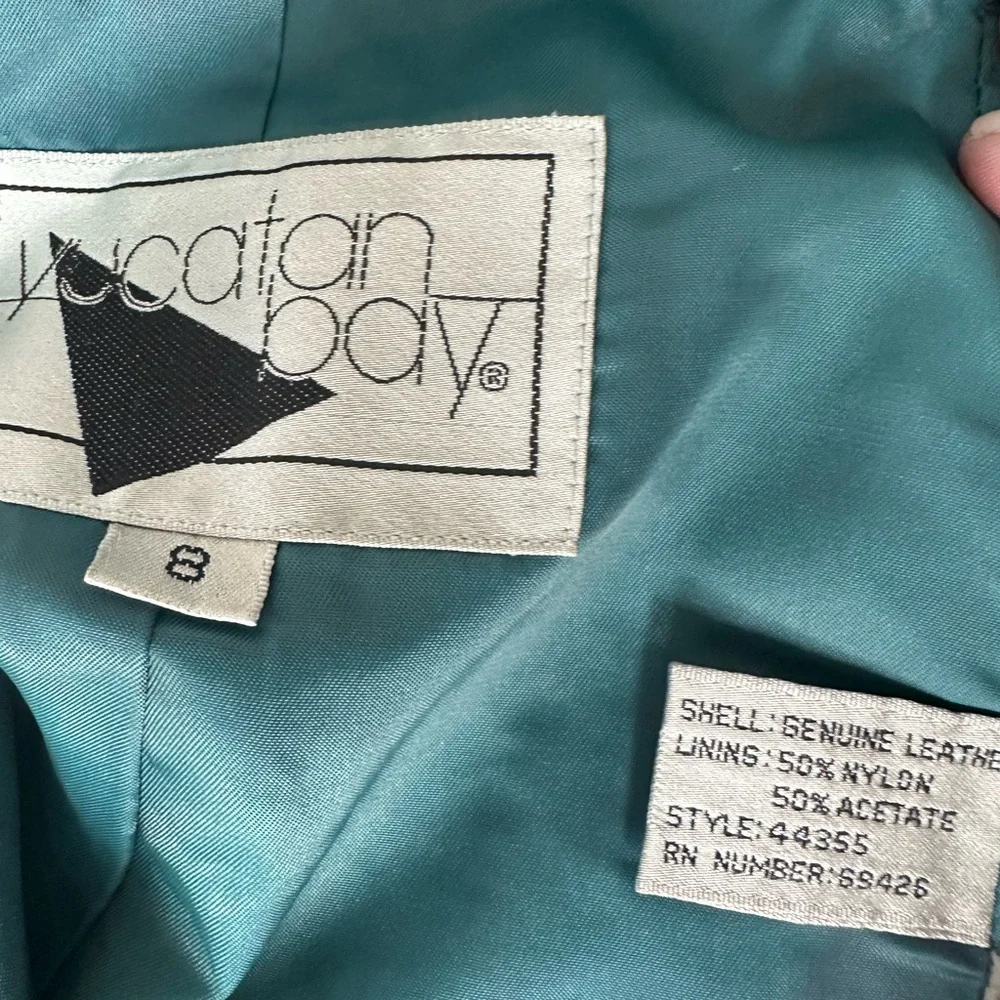 yucatan
bay®
8
SHELL: GENUINE LEATHE
LINING: 50% NYLON
50% ACETATE
STYLE: 44355
RN NUMBER: 69426